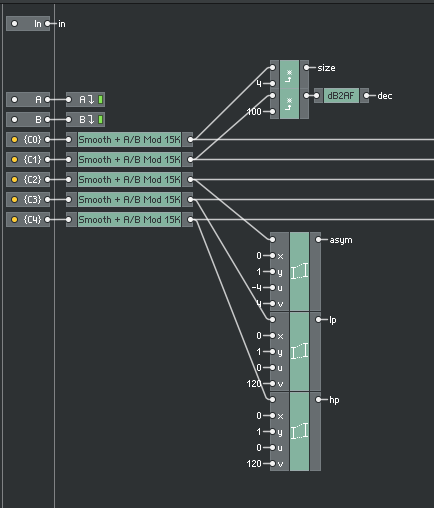 In in
size
4
A A
dB2AF dec
B B
100
{C0} Smooth + A/B Mod 15K
{C1} Smooth + A/B Mod 15K
{C2} Smooth + A/B Mod 15K
{C3} Smooth + A/B Mod 15K
{C4} Smooth + A/B Mod 15K
asym
0 x
1 y
-4 u
4 v
lp
0 x
1 y
0 u
120 v
hp
0 x
1 y
0 u
120 v